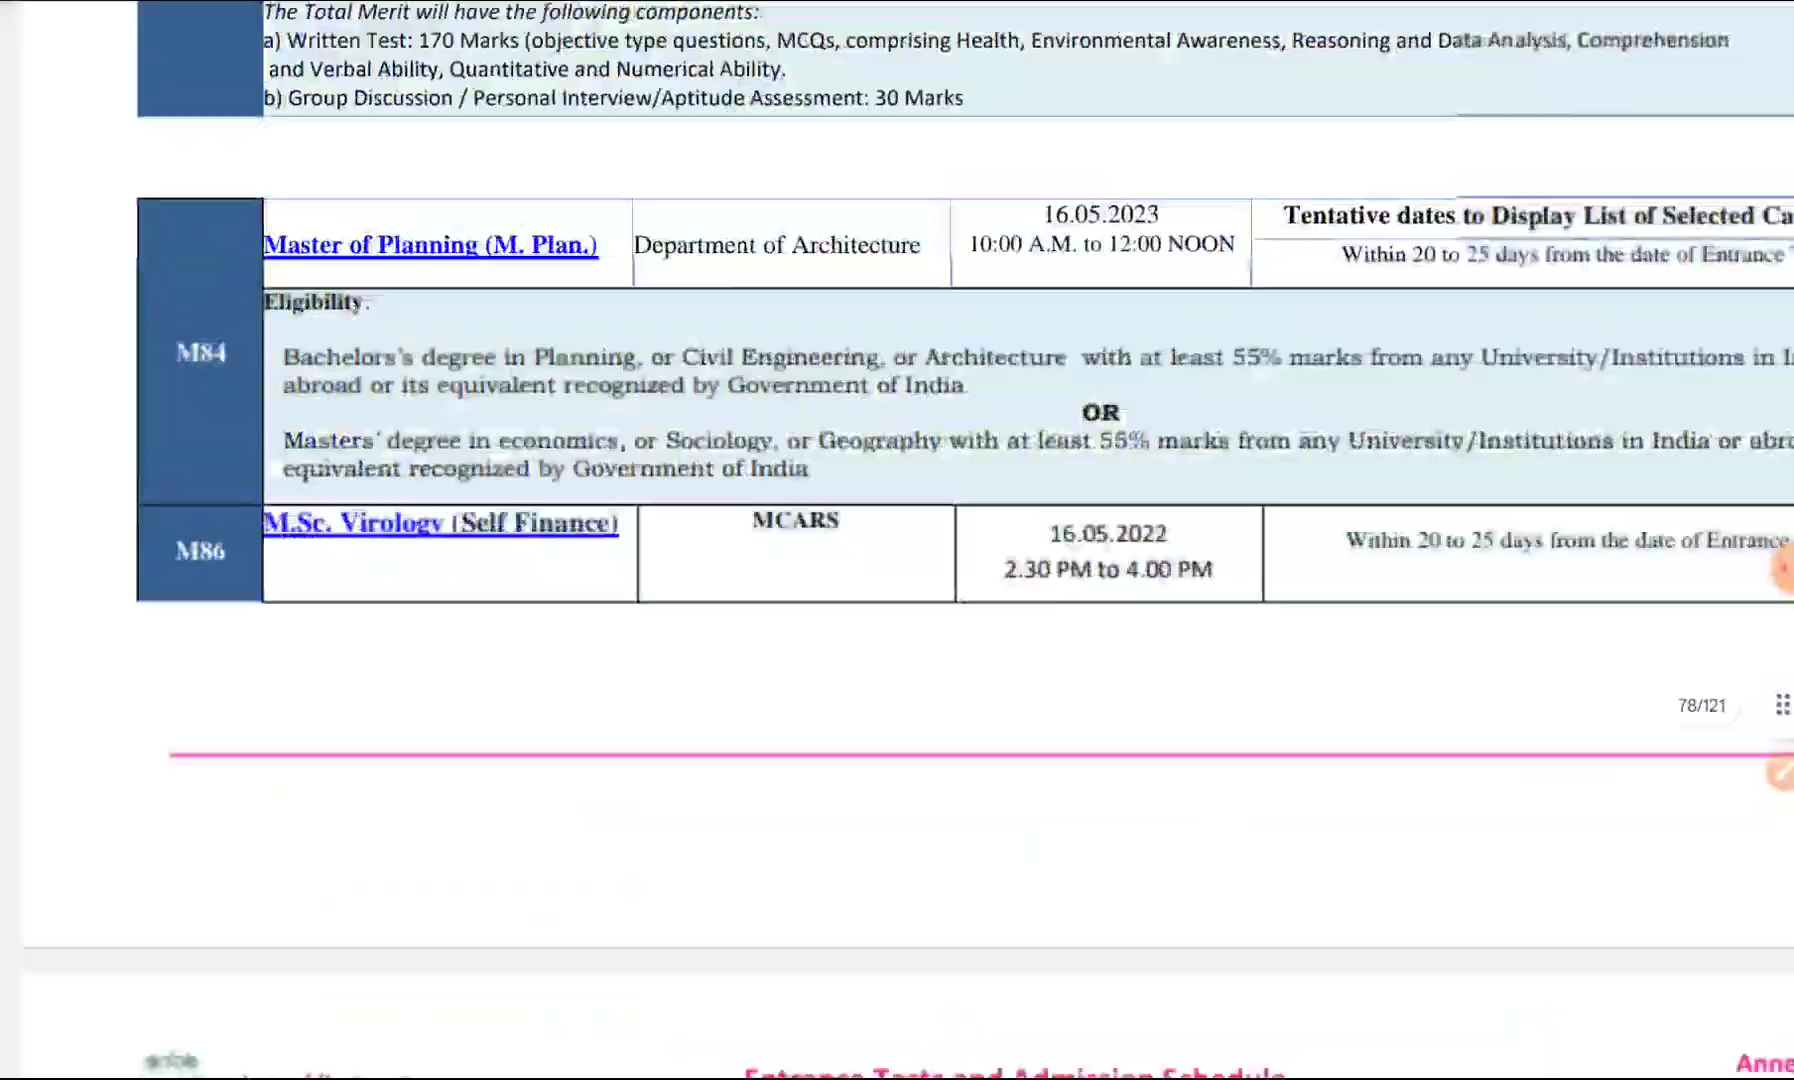 The Total Merit will have the following components:
a) Written Test: 170 Marks (objective type questions, MCQs, comprising Health, Environmental Awareness, Reasoning and Data Analysis, Comprehension
and Verbal Ability, Quantitative and Numerical Ability.
b) Group Discussion / Personal Interview/Aptitude Assessment: 30 Marks
M84
Master of Planning (M. Plan.)
Department of Architecture
16.05.2023
10:00 A.M. to 12:00 NOON
Tentative dates to Display List of Selected Ca
Within 20 to 25 days from the date of Entrance
Eligibility.
Bachelors's degree in Planning, or Civil Engineering, or Architecture with at least 55% marks from any University/Institutions in I
abroad or its equivalent recognized by Government of India
OR
Masters' degree in economics, or Sociology, or Geography with at least 55% marks from any University/Institutions in India or abro
equivalent recognized by Government of India
M86
M.Sc. Virology (Self Finance)
MCARS
16.05.2022
2.30 PM to 4.00 PM
Within 20 to 25 days from the date of Entrance
78/121
Entrance Tests and Admission Schedule
Anne